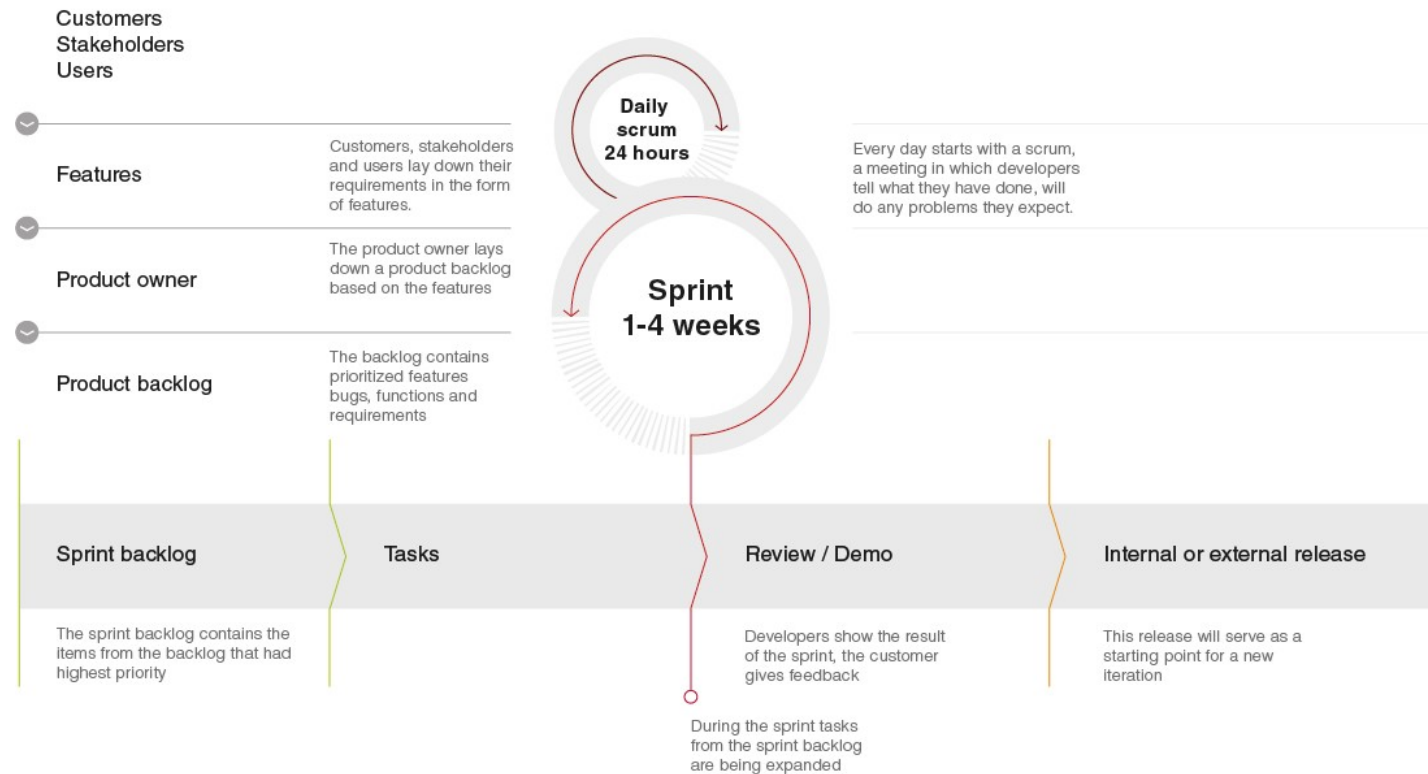 Customers
Stakeholders
Users
Features
Customers, stakeholders
and users lay down their
requirements in the form
of features.
Product owner
The product owner lays
down a product backlog
based on the features
Product backlog
The backlog contains
prioritized features
bugs, functions and
requirements
Daily
scrum
24 hours
Sprint
1-4 weeks
Every day starts with a scrum,
a meeting in which developers
tell what they have done, will
do any problems they expect.
Sprint backlog
Tasks
Review / Demo
Internal or external release
The sprint backlog contains the
items from the backlog that had
highest priority
Developers show the result
of the sprint, the customer
gives feedback
This release will serve as a
starting point for a new
iteration
During the sprint tasks
from the sprint backlog
are being expanded